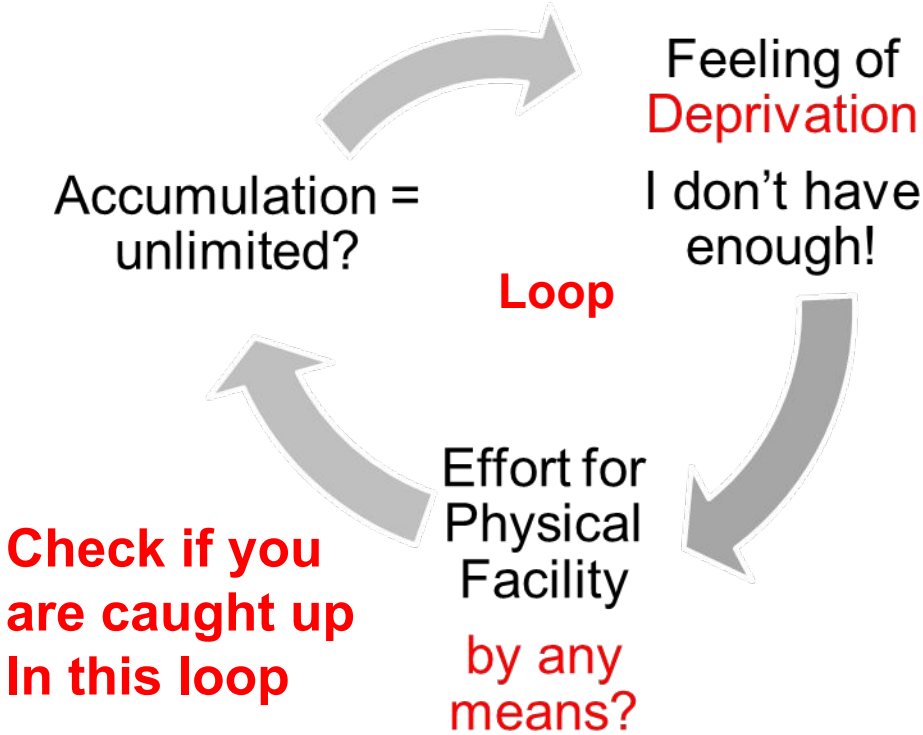 Feeling of
Deprivation
I don’t have
enough!
Accumulation =
unlimited?
Loop
Effort for
Physical
Facility
by any
means?
Check if you
are caught up
In this loop